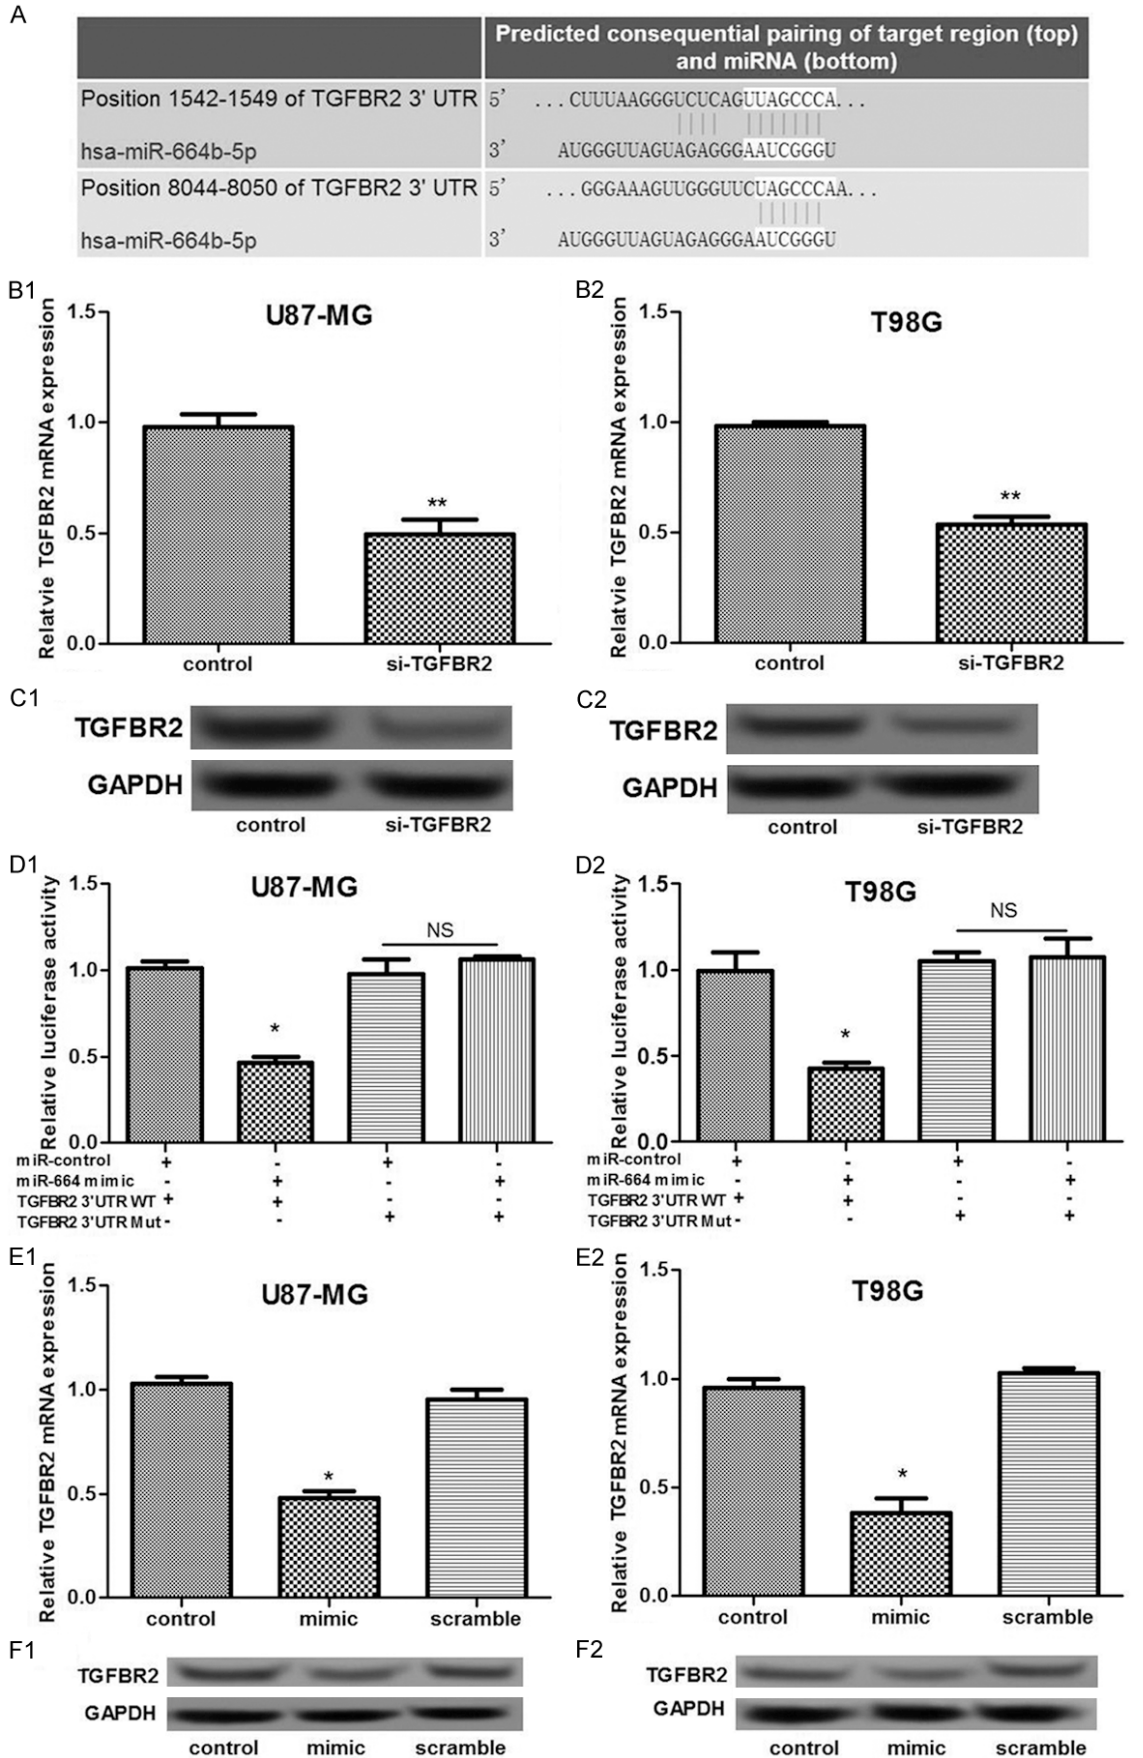 A
Predicted consequential pairing of target region (top)
and miRNA (bottom)
Position 1542-1549 of TGFBR2 3' UTR 5' ...CUUUAAGGGUCUCAGUUAGCCCA...
hsa-miR-664b-5p 3' AUGGGUUAGUAGAGGGAAUCGGGU
Position 8044-8050 of TGFBR2 3' UTR 5' ...GGGAAAGUUGGGUUCUAGCCCAA...
hsa-miR-664b-5p 3' AUGGGUUAGUAGAGGGAAUCGGGU
B1
U87-MG
Relatvie TGFBR2 mRNA expression
1.5
1.0
0.5
0.0
**
control si-TGFBR2
B2
T98G
Relative TGFBR2 mRNA expression
1.5
1.0
0.5
0.0
**
control si-TGFBR2
C1
TGFBR2
GAPDH
control si-TGFBR2
C2
TGFBR2
GAPDH
control si-TGFBR2
D1
U87-MG
Relative luciferase activity
1.5
1.0
0.5
0.0
*
NS
miR-control + - + -
miR-664 mimic - + - +
TGFBR2 3'UTR WT + + - -
TGFBR2 3'UTR Mut - - + +
D2
T98G
Relative luciferase activity
1.5
1.0
0.5
0.0
*
NS
miR-control + - + -
miR-664 mimic - + - +
TGFBR2 3'UTR WT + + - -
TGFBR2 3'UTR Mut - - + +
E1
U87-MG
Relative TGFBR2 mRNA expression
1.5
1.0
0.5
0.0
*
control mimic scramble
E2
T98G
Relative TGFBR2 mRNA expression
1.5
1.0
0.5
0.0
*
control mimic scramble
F1
TGFBR2
GAPDH
control mimic scramble
F2
TGFBR2
GAPDH
control mimic scramble